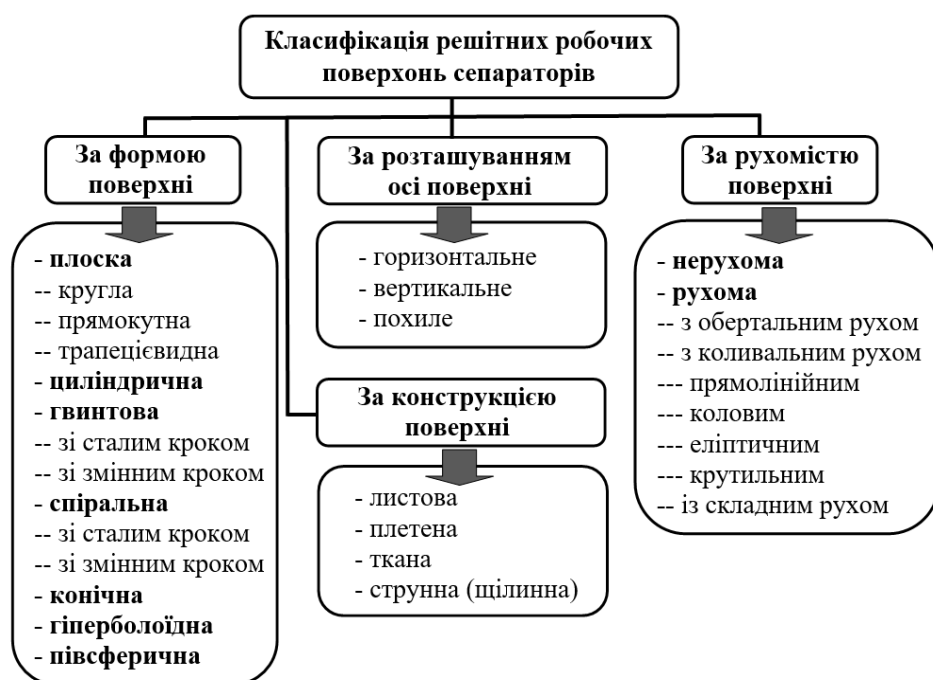 Класифікація решітних робочих
поверхонь сепараторів
За формою
поверхні
- плоска
-- кругла
-- прямокутна
-- трапецієвидна
- циліндрична
- гвинтова
-- зі сталим кроком
-- зі змінним кроком
- спіральна
-- зі сталим кроком
-- зі змінним кроком
- конічна
- гіперболоїдна
- півсферична
За розташуванням
осі поверхні
- горизонтальне
- вертикальне
- похиле
За конструкцією
поверхні
- листова
- плетена
- ткана
- струнна (щілинна)
За рухомістю
поверхні
- нерухома
- рухома
-- з обертальним рухом
-- з коливальним рухом
--- прямолінійним
--- коловим
--- еліптичним
--- крутильним
-- із складним рухом